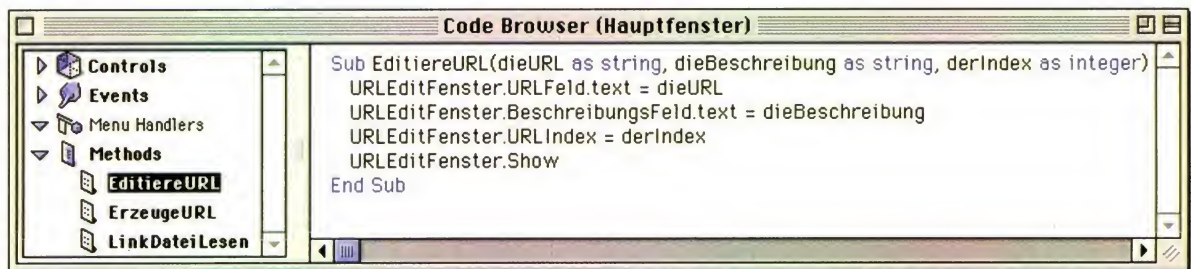 Code Browser (Hauptfenster)
Controls
Events
Menu Handlers
Methods
EditiereURL
ErzeugeURL
LinkDateiLesen
Sub EditiereURL(dieURL as string, dieBeschreibung as string, derIndex as integer)
URLEditFenster.URLFeld.text = dieURL
URLEditFenster.BeschreibungsFeld.text = dieBeschreibung
URLEditFenster.URLIndex = derIndex
URLEditFenster.Show
End Sub